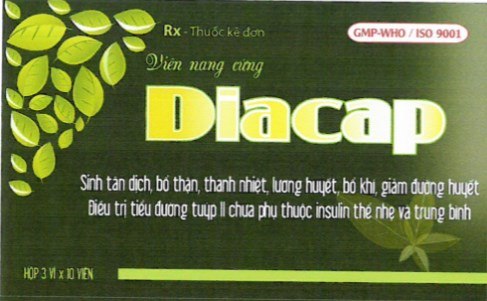 Rx - Thuốc kê đơn
GMP-WHO / ISO 9001
Viên nang cứng
Diacap
Sinh tân dịch, bổ thận, thanh nhiệt, lương huyết, bổ khí, giảm đường huyết
Điều trị tiểu đường tuýp II chưa phụ thuộc insulin thể nhẹ và trung bình
HỘP 3 VỈ x 10 VIÊN